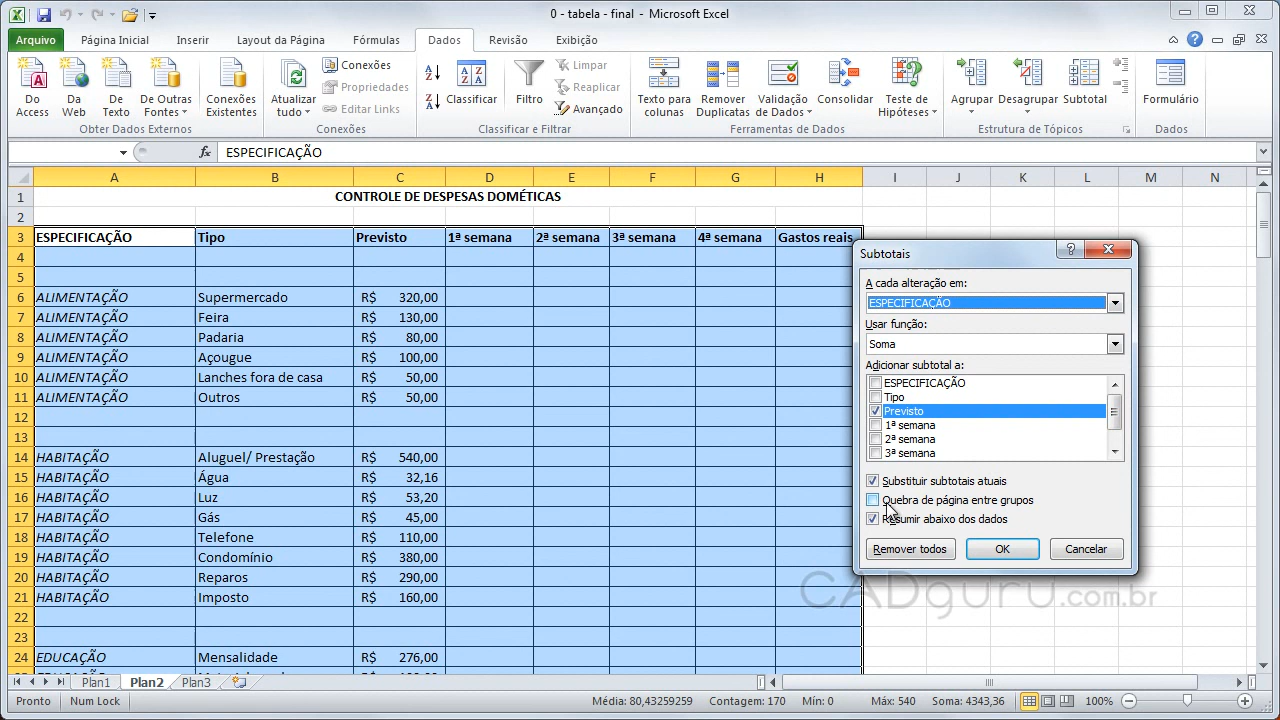 0 - tabela - final - Microsoft Excel
Arquivo Página Inicial Inserir Layout da Página Fórmulas Dados Revisão Exibição
Do Access
Da Web
De Texto
De Outras Fontes
Conexões Existentes
Obter Dados Externos
Atualizar tudo
Conexões
Propriedades
Editar Links
Conexões
Classificar
Filtro
Limpar
Reaplicar
Avançado
Classificar e Filtrar
Texto para colunas
Remover Duplicatas
Validação de Dados
Consolidar
Teste de Hipóteses
Ferramentas de Dados
Agrupar
Desagrupar
Subtotal
Estrutura de Tópicos
Formulário
Dados
fx ESPECIFICAÇÃO
A B C D E F G H I J K L M N
1 CONTROLE DE DESPESAS DOMÉTICAS
2
3 ESPECIFICAÇÃO Tipo Previsto 1ª semana 2ª semana 3ª semana 4ª semana Gastos reais
4
5
6 ALIMENTAÇÃO Supermercado R$ 320,00
7 ALIMENTAÇÃO Feira R$ 130,00
8 ALIMENTAÇÃO Padaria R$ 80,00
9 ALIMENTAÇÃO Açougue R$ 100,00
10 ALIMENTAÇÃO Lanches fora de casa R$ 50,00
11 ALIMENTAÇÃO Outros R$ 50,00
12
13
14 HABITAÇÃO Aluguel/ Prestação R$ 540,00
15 HABITAÇÃO Água R$ 32,16
16 HABITAÇÃO Luz R$ 53,20
17 HABITAÇÃO Gás R$ 45,00
18 HABITAÇÃO Telefone R$ 110,00
19 HABITAÇÃO Condomínio R$ 380,00
20 HABITAÇÃO Reparos R$ 290,00
21 HABITAÇÃO Imposto R$ 160,00
22
23
24 EDUCAÇÃO Mensalidade R$ 276,00
Subtotais
A cada alteração em:
ESPECIFICAÇÃO
Usar função:
Soma
Adicionar subtotal a:
ESPECIFICAÇÃO
Tipo
Previsto
1ª semana
2ª semana
3ª semana
Substituir subtotais atuais
Quebra de página entre grupos
Resumir abaixo dos dados
Remover todos OK Cancelar
CADguru.com.br
Plan1 Plan2 Plan3
Pronto Num Lock Média: 80,43259259 Contagem: 170 Mín: 0 Máx: 540 Soma: 4343,36 100%